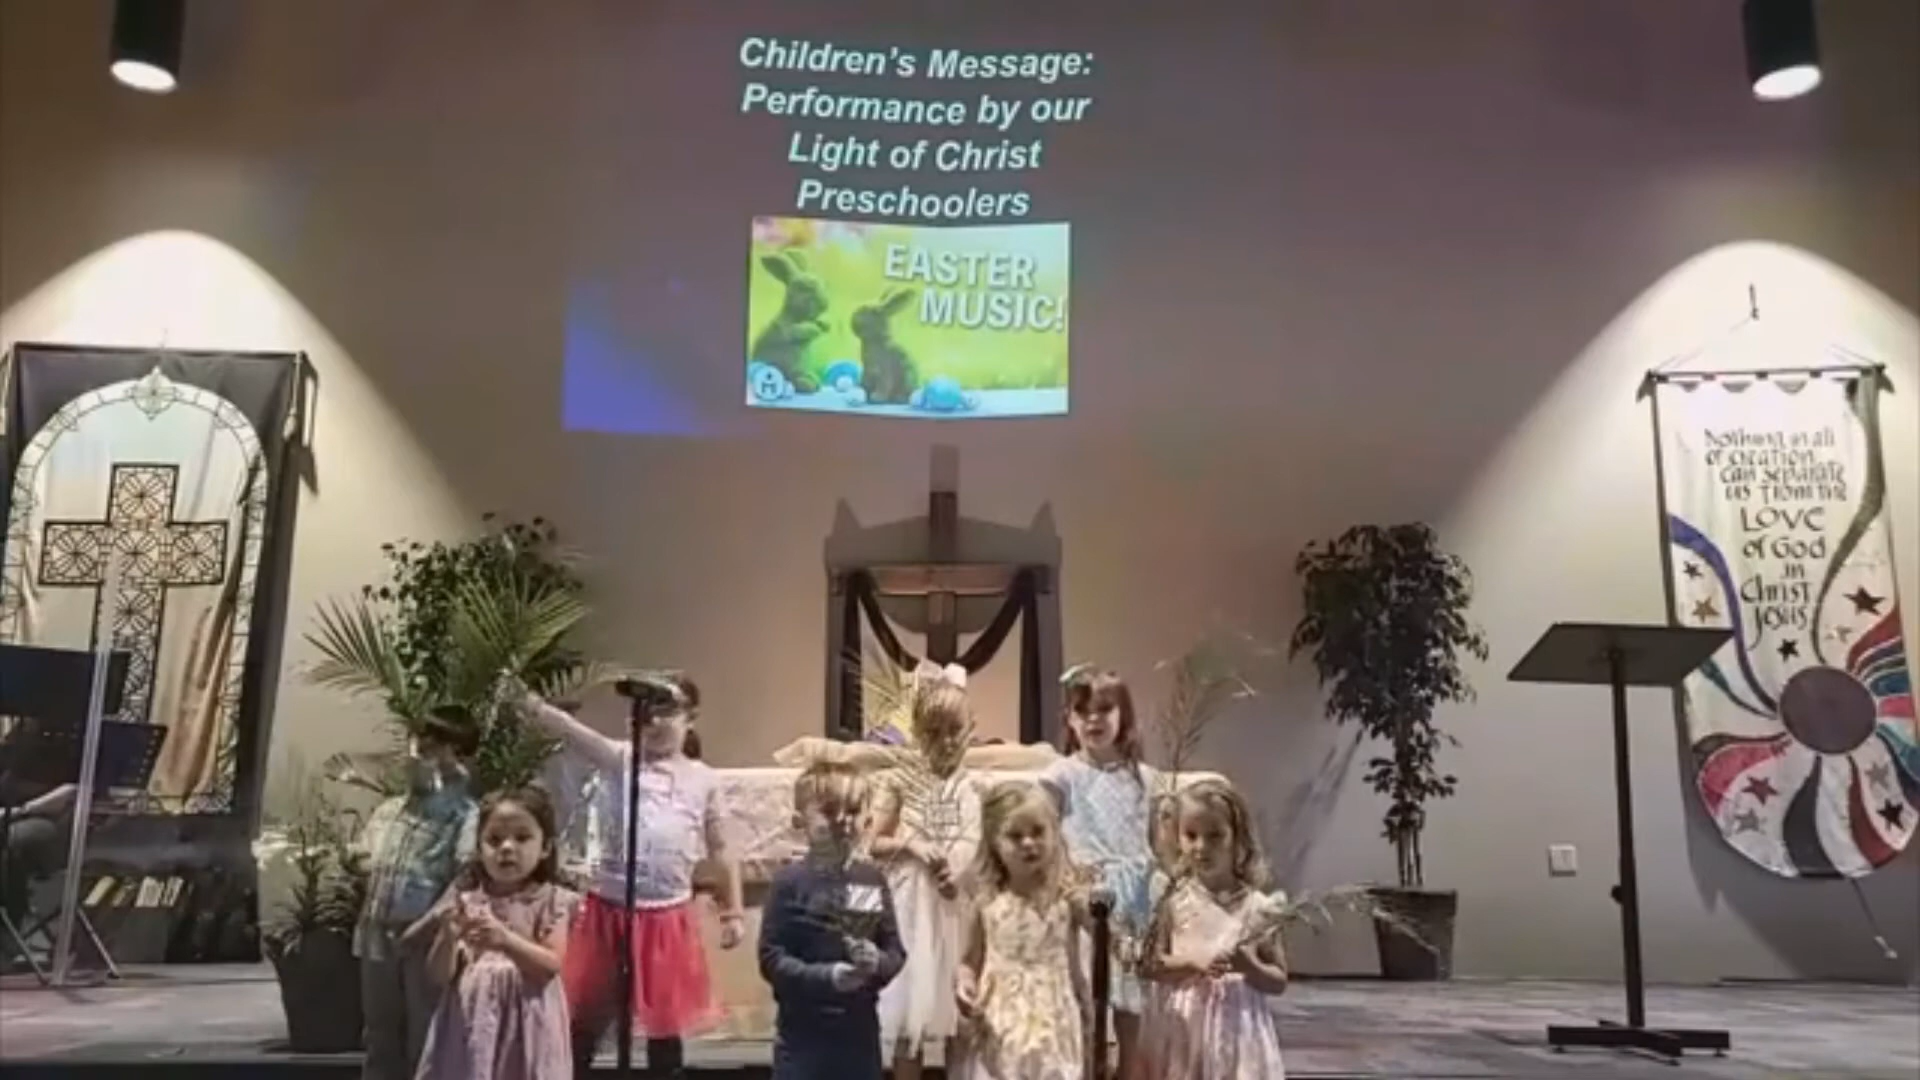 Children's Message:
Performance by our
Light of Christ
Preschoolers
EASTER
MUSIC!
Nothing in all
of creation
can separate
us from the
LOVE
of God
in
Christ
Jesus